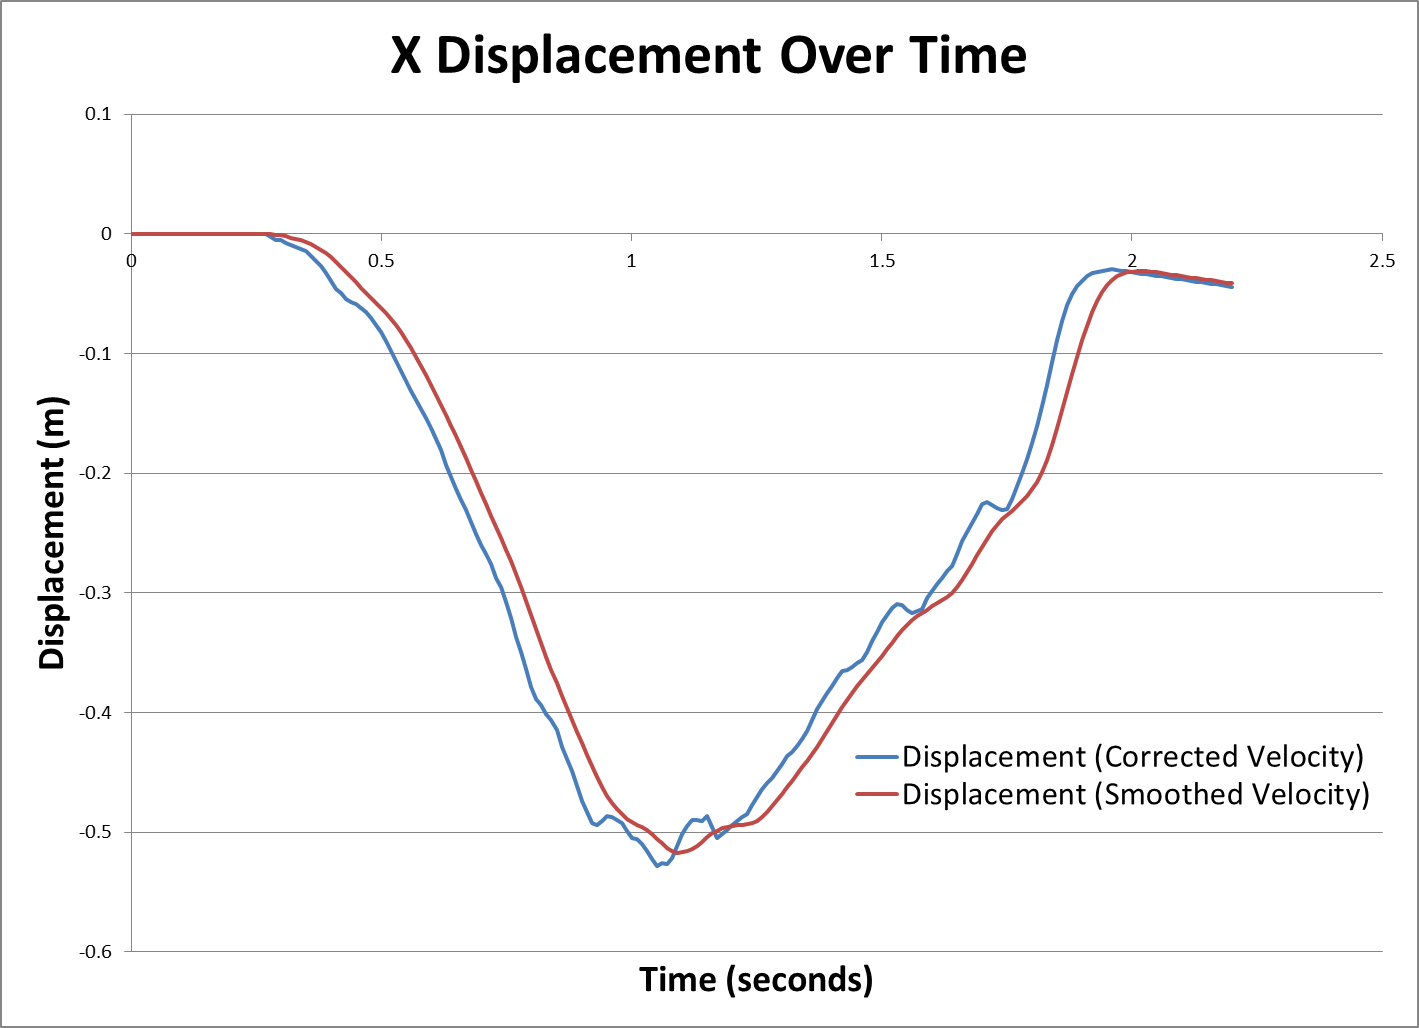 X Displacement Over Time
0.1
0
-0.1
-0.2
-0.3
-0.4
-0.5
-0.6
0
0.5
1
1.5
2
2.5
Displacement (m)
Time (seconds)
Displacement (Corrected Velocity)
Displacement (Smoothed Velocity)